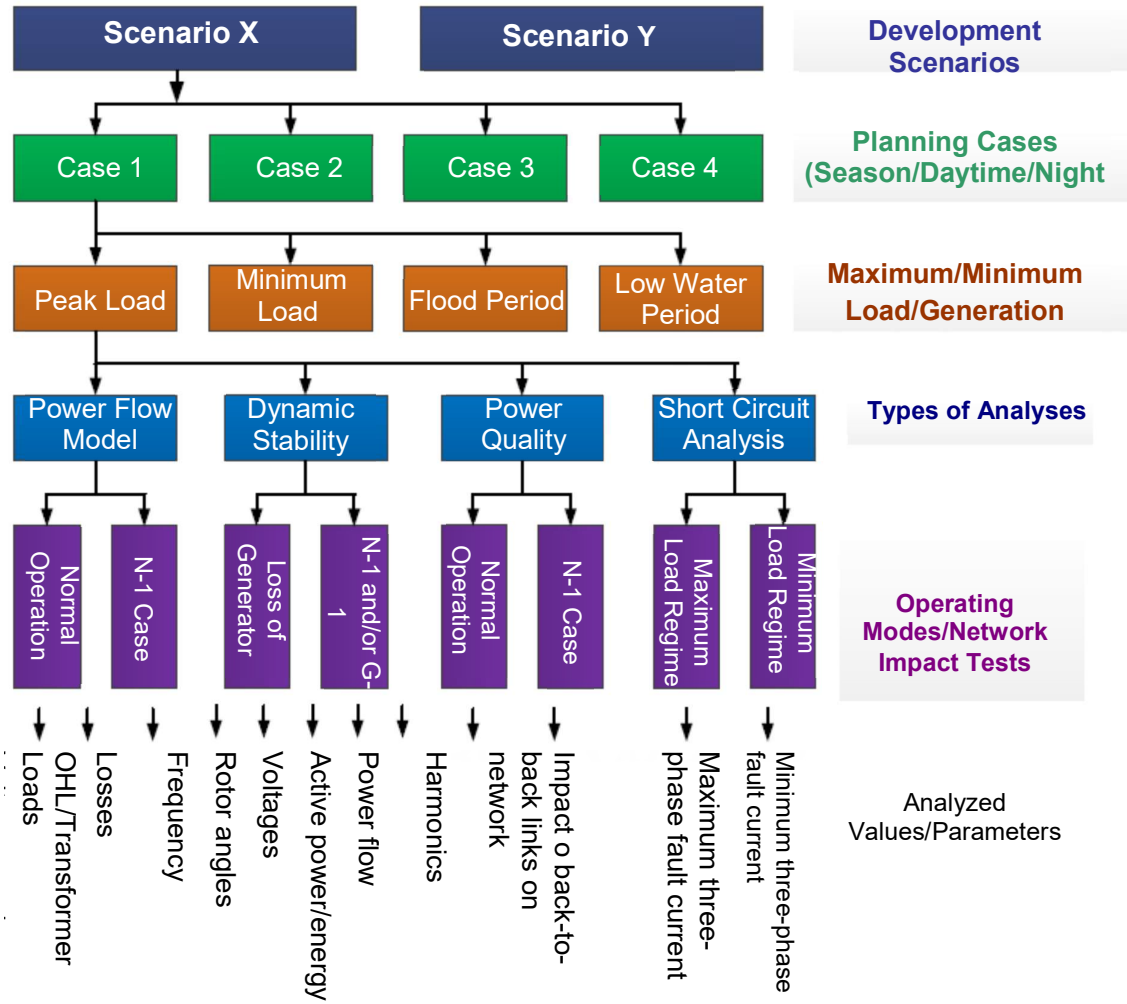 Scenario X
Scenario Y
Development
Scenarios
Case 1
Case 2
Case 3
Case 4
Planning Cases
(Season/Daytime/Night
Peak Load
Minimum
Load
Flood Period
Low Water
Period
Maximum/Minimum
Load/Generation
Power Flow
Model
Dynamic
Stability
Power
Quality
Short Circuit
Analysis
Types of Analyses
Normal
Operation
N-1 Case
Loss of
Generator
N-1 and/or G-
1
Normal
Operation
N-1 Case
Maximum
Load Regime
Minimum
Load Regime
Operating
Modes/Network
Impact Tests
OHL/Transformer
Loads
Losses
Frequency
Rotor angles
Voltages
Active power/energy
Power flow
Harmonics
Impact o back-to-
back links on
network
Maximum three-
phase fault current
Minimum three-phase
fault current
Analyzed
Values/Parameters